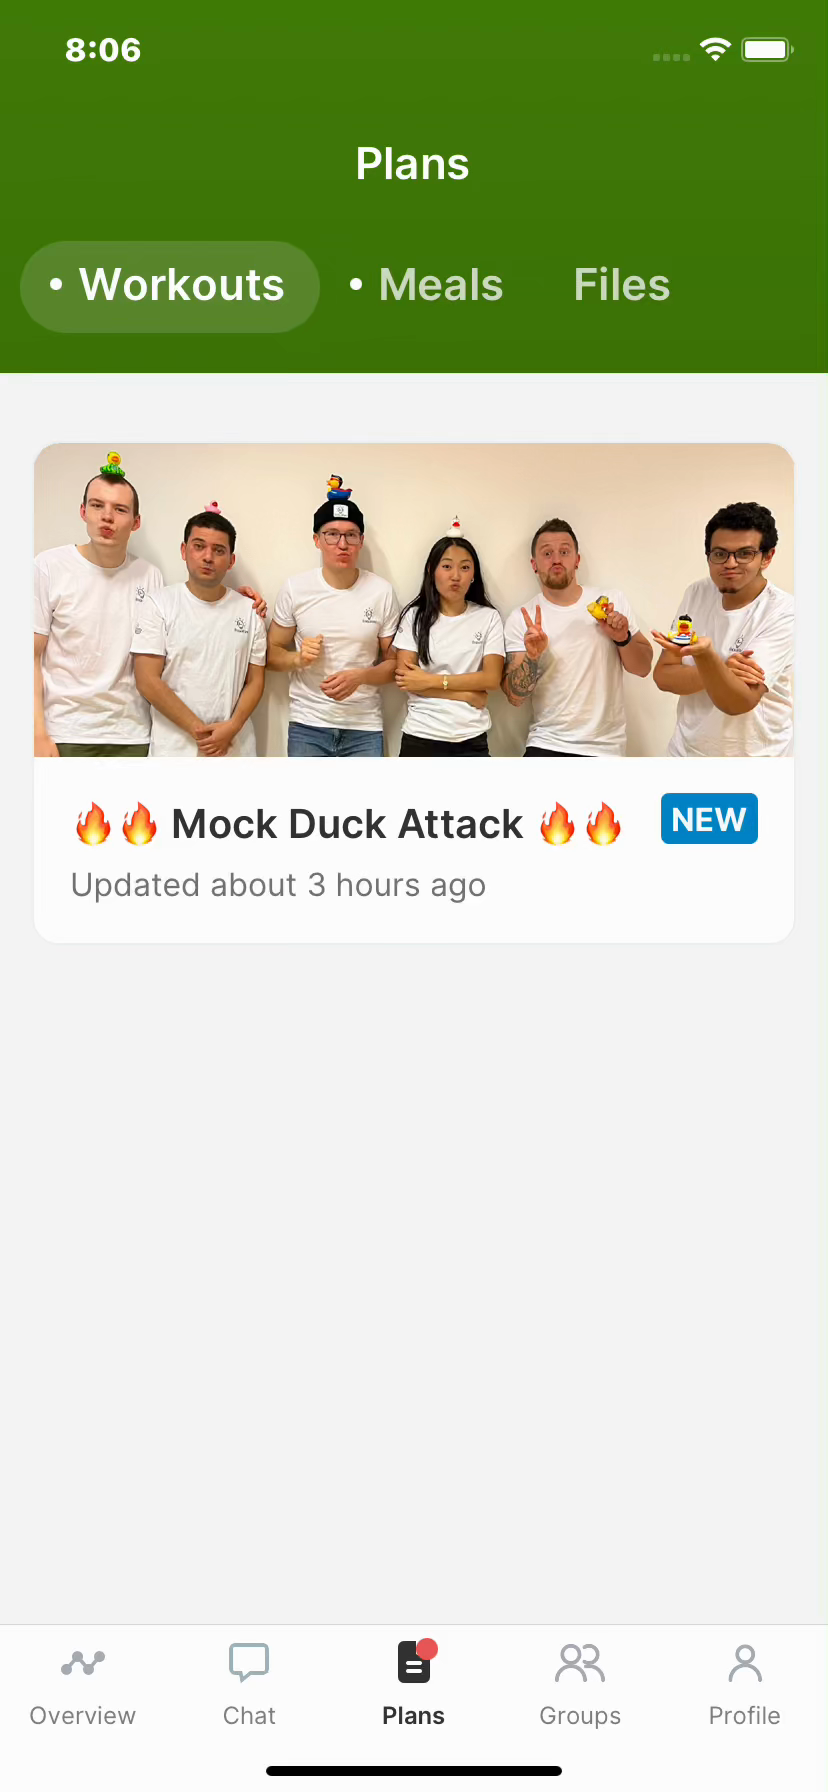 8:06
Plans
• Workouts • Meals Files
🔥🔥 Mock Duck Attack 🔥🔥 NEW
Updated about 3 hours ago
Overview Chat Plans Groups Profile